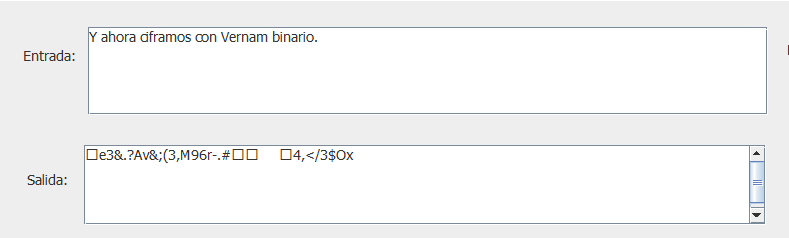 Entrada:
Y ahora ciframos con Vernam binario.
Salida:
□e3&.?Av&;(3,M96r-.#□□    □4,</3$Ox